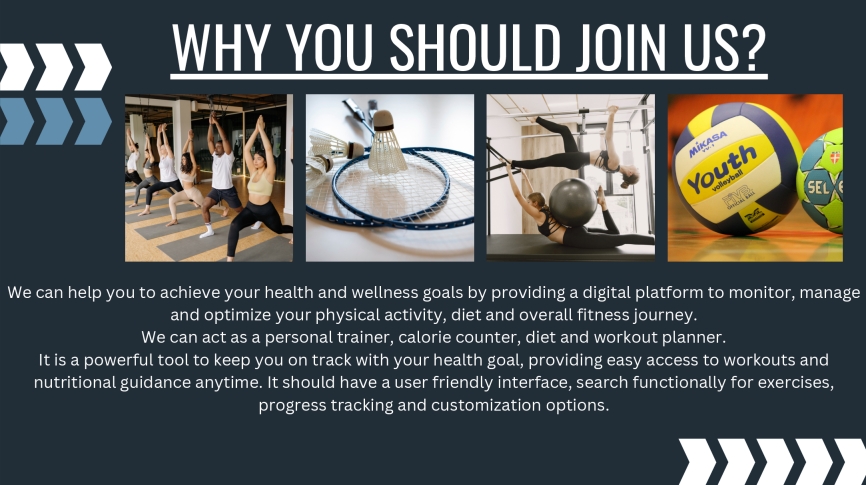 WHY YOU SHOULD JOIN US?
MIKASA
Youth
volleyball
OFFICIAL BALL
SELE
We can help you to achieve your health and wellness goals by providing a digital platform to monitor, manage
and optimize your physical activity, diet and overall fitness journey.
We can act as a personal trainer, calorie counter, diet and workout planner.
It is a powerful tool to keep you on track with your health goal, providing easy access to workouts and
nutritional guidance anytime. It should have a user friendly interface, search functionally for exercises,
progress tracking and customization options.